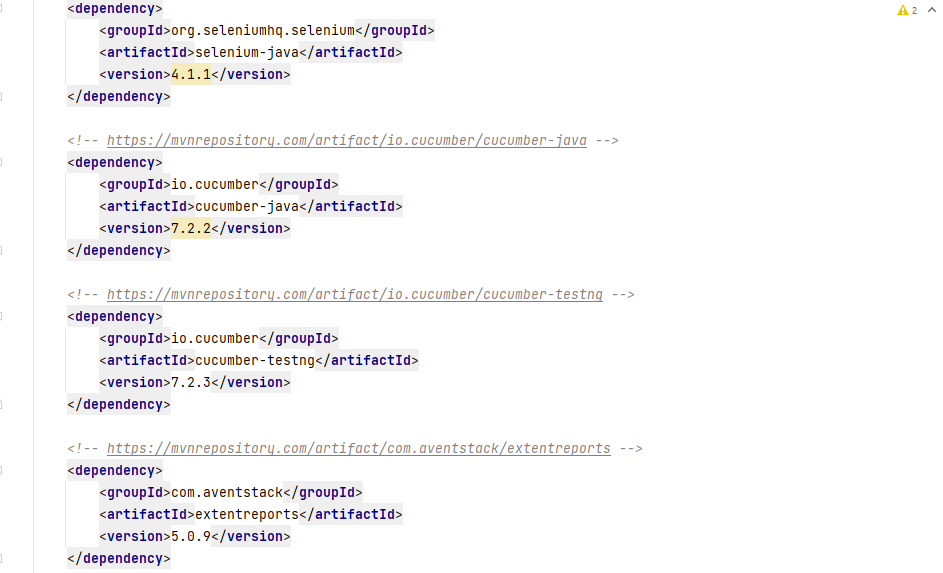 2
<dependency>
<groupId>org.seleniumhq.selenium</groupId>
<artifactId>selenium-java</artifactId>
<version>4.1.1</version>
</dependency>
<!-- https://mvnrepository.com/artifact/io.cucumber/cucumber-java -->
<dependency>
<groupId>io.cucumber</groupId>
<artifactId>cucumber-java</artifactId>
<version>7.2.2</version>
</dependency>
<!-- https://mvnrepository.com/artifact/io.cucumber/cucumber-testng -->
<dependency>
<groupId>io.cucumber</groupId>
<artifactId>cucumber-testng</artifactId>
<version>7.2.3</version>
</dependency>
<!-- https://mvnrepository.com/artifact/com.aventstack/extentreports -->
<dependency>
<groupId>com.aventstack</groupId>
<artifactId>extentreports</artifactId>
<version>5.0.9</version>
</dependency>